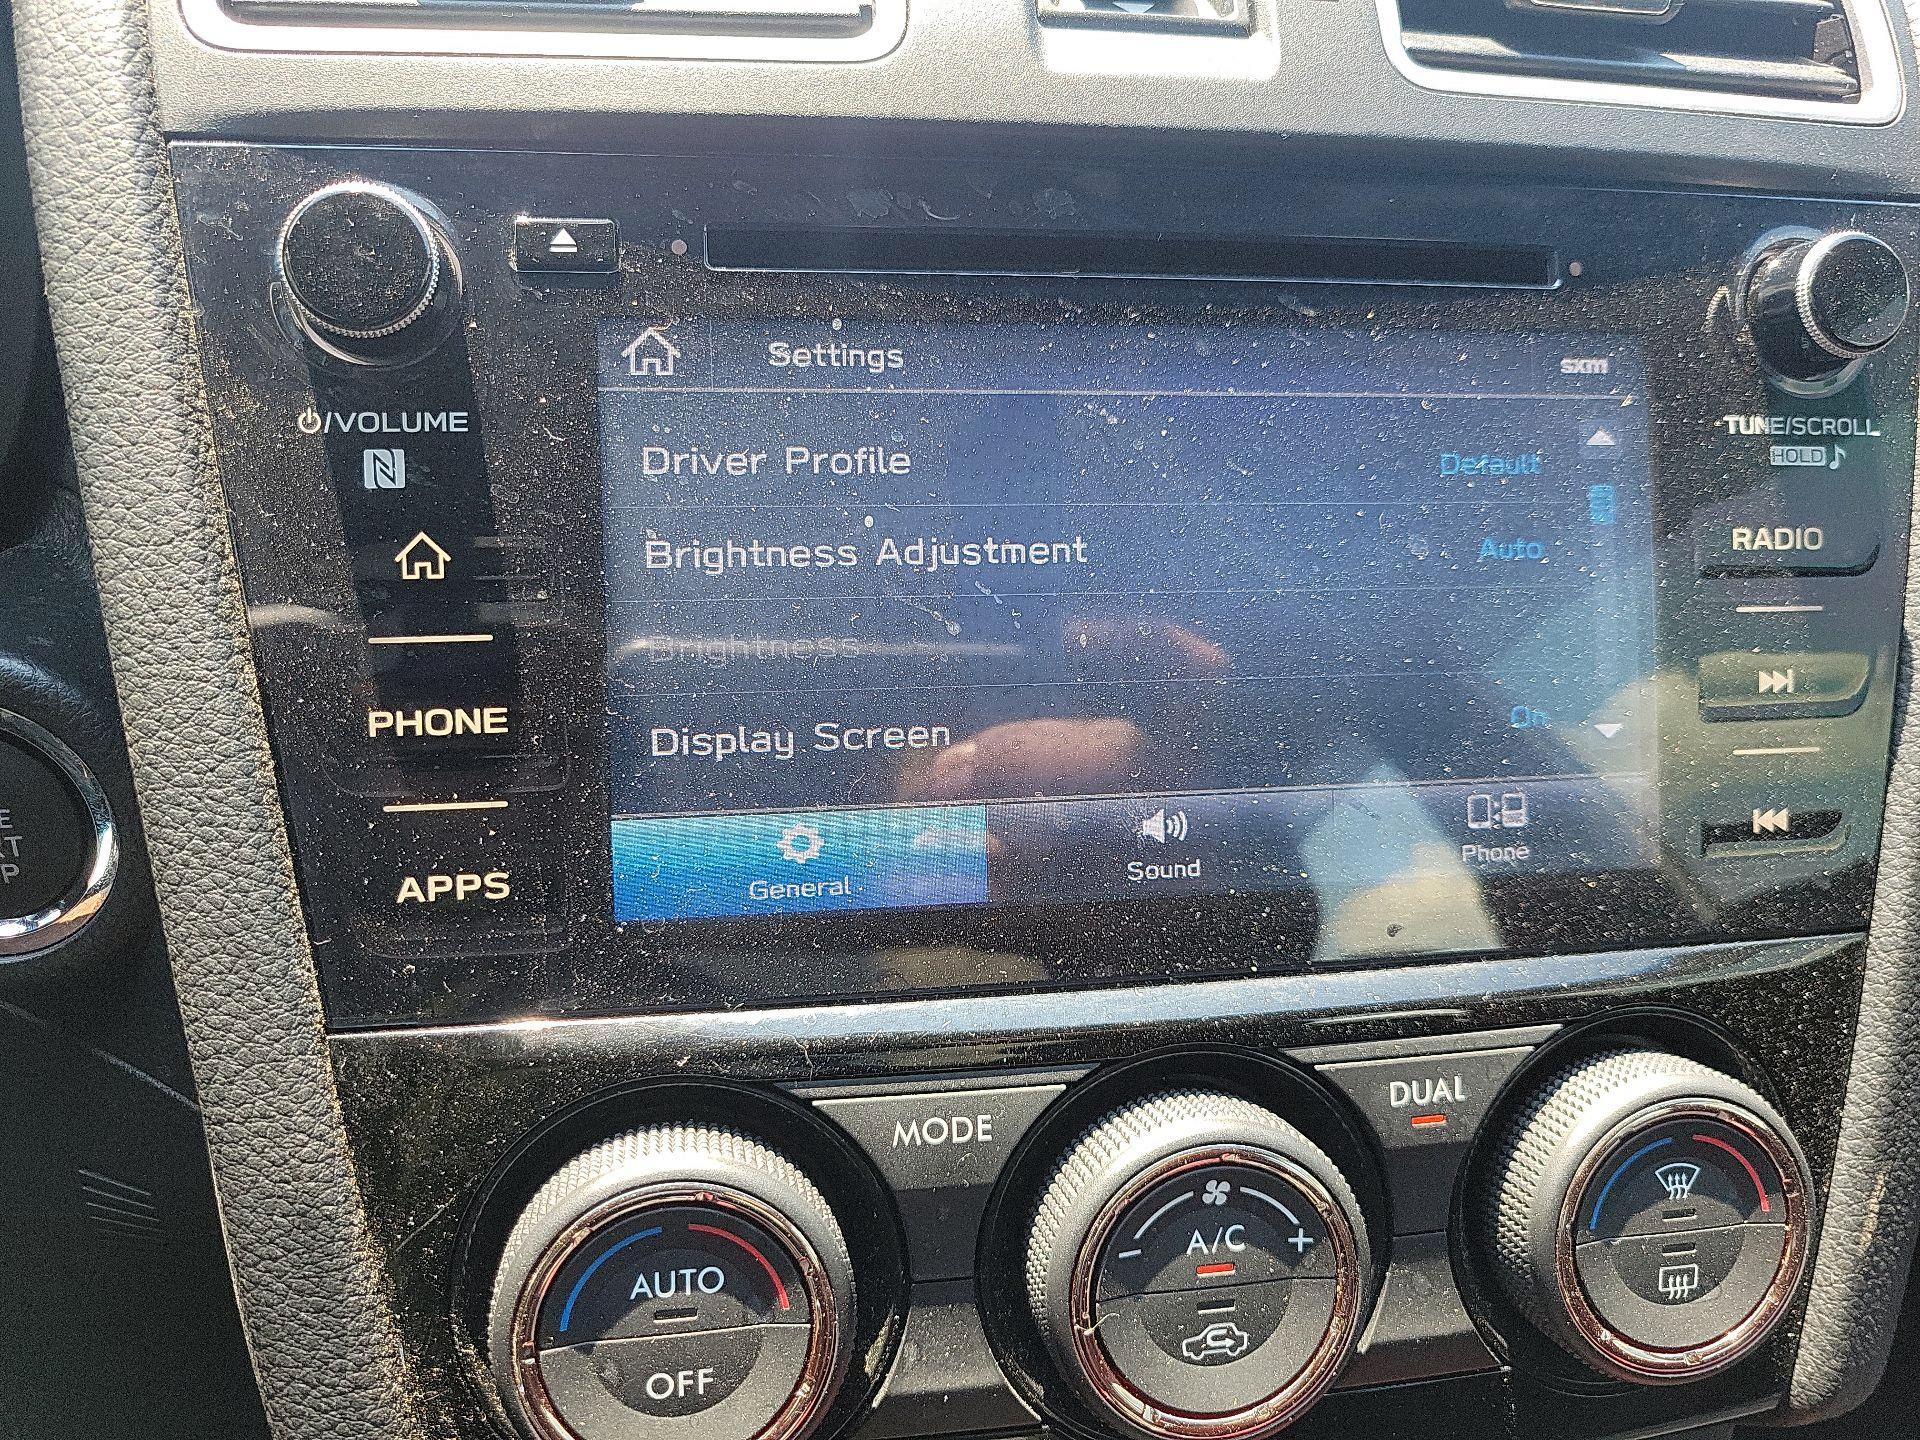 Settings
sxm
/VOLUME
TUNE/SCROLL
HOLD
Driver Profile
Default
Brightness Adjustment
Auto
RADIO
Brightness
PHONE
Display Screen
On
General
Sound
Phone
APPS
MODE
DUAL
AUTO
OFF
A/C
- +